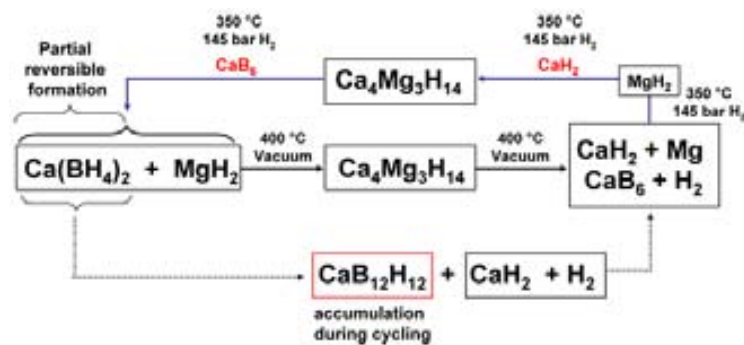 350 °C
145 bar H₂
CaB₆
350 °C
145 bar H₂
CaH₂
Partial
reversible
formation
Ca₄Mg₃H₁₄
MgH₂
350 °C
145 bar H₂
Ca(BH₄)₂ + MgH₂
400 °C
Vacuum
Ca₄Mg₃H₁₄
400 °C
Vacuum
CaH₂ + Mg
CaB₆ + H₂
CaB₁₂H₁₂ + CaH₂ + H₂
accumulation
during cycling